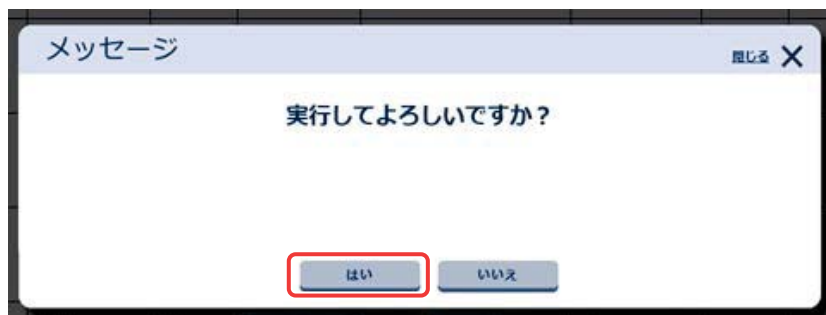 メッセージ
閉じる
実行してよろしいですか？
はい
いいえ